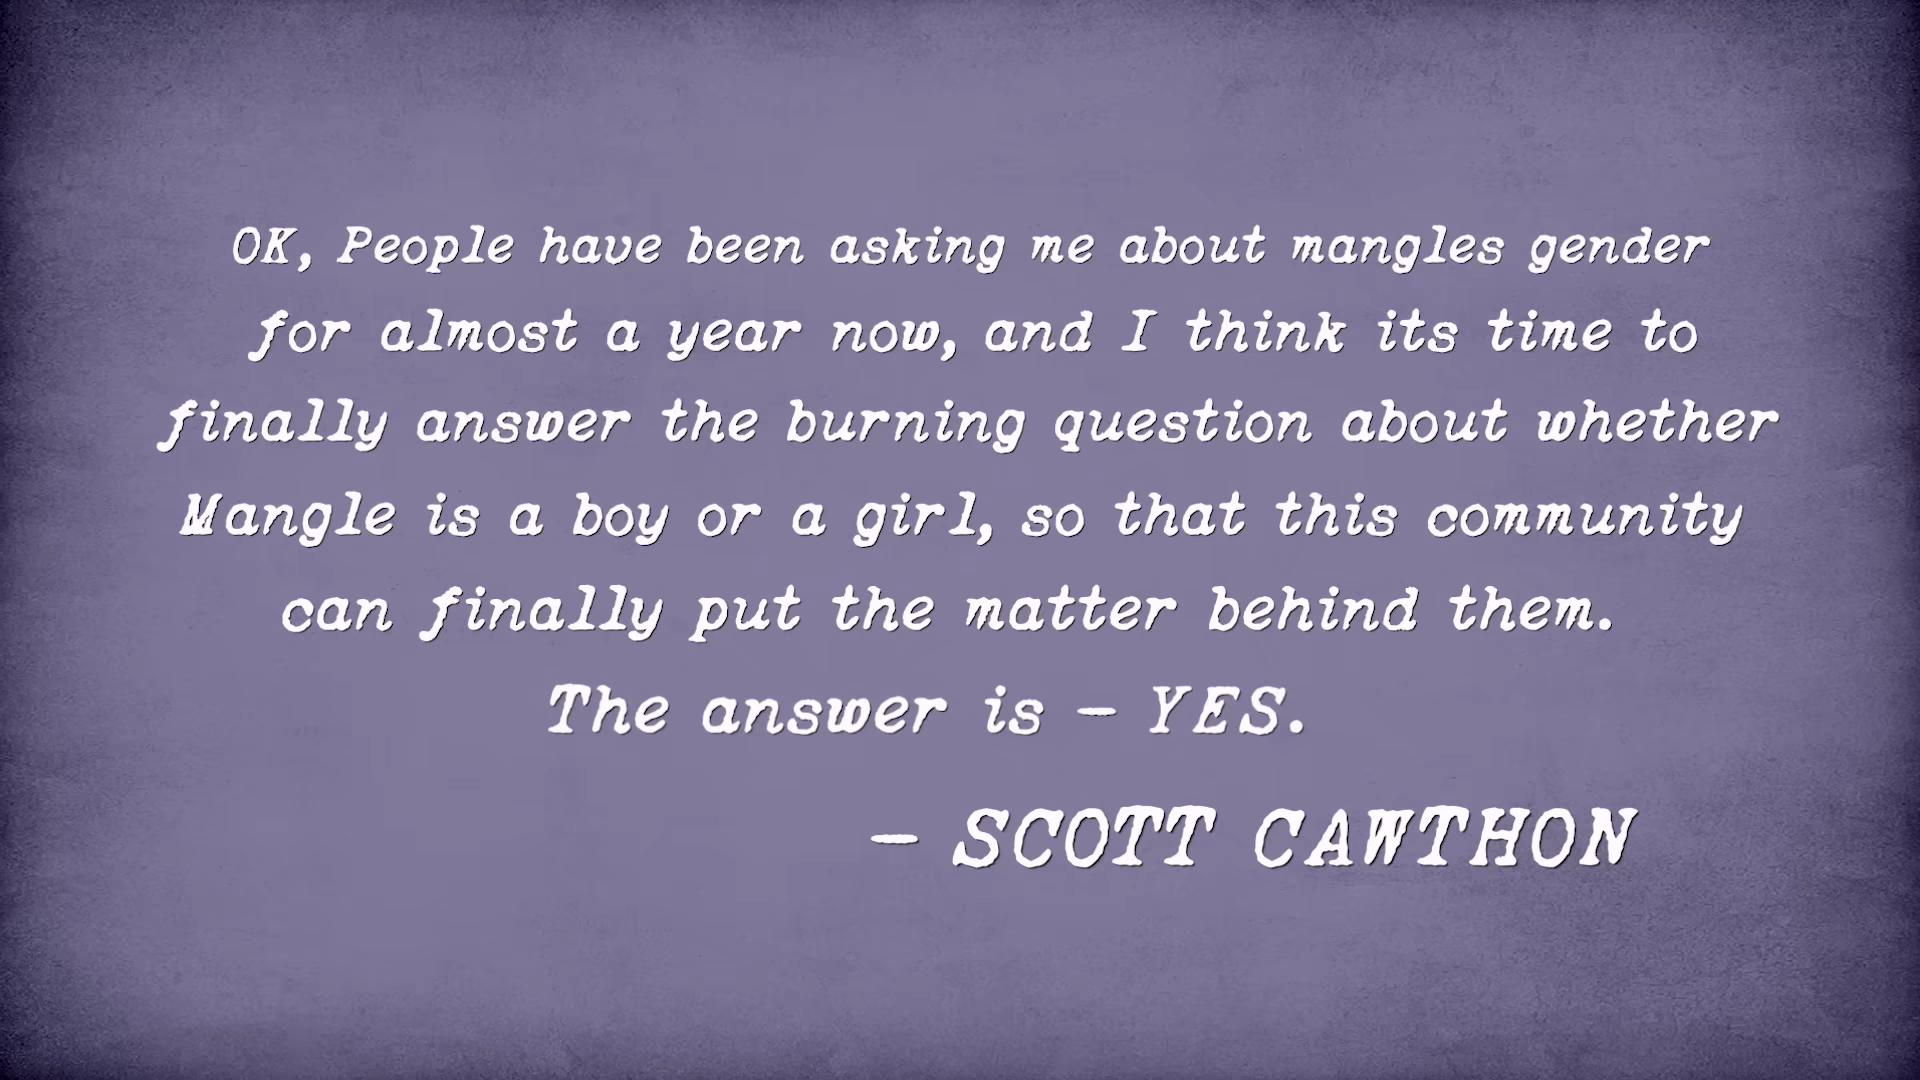 OK, People have been asking me about mangles gender
for almost a year now, and I think its time to
finally answer the burning question about whether
Mangle is a boy or a girl, so that this community
can finally put the matter behind them.
The answer is - YES.
- SCOTT CAWTHON